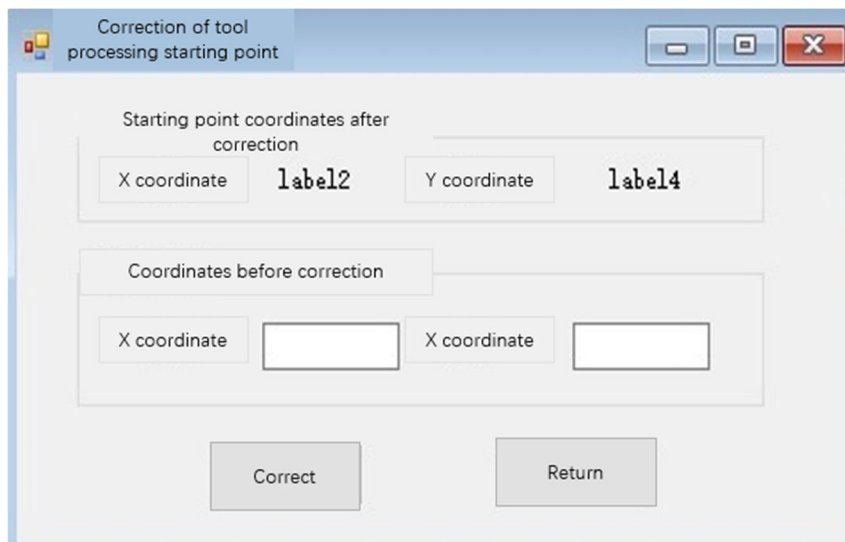 Correction of tool
processing starting point
Starting point coordinates after
correction
X coordinate label2 Y coordinate label4
Coordinates before correction
X coordinate X coordinate
Correct Return